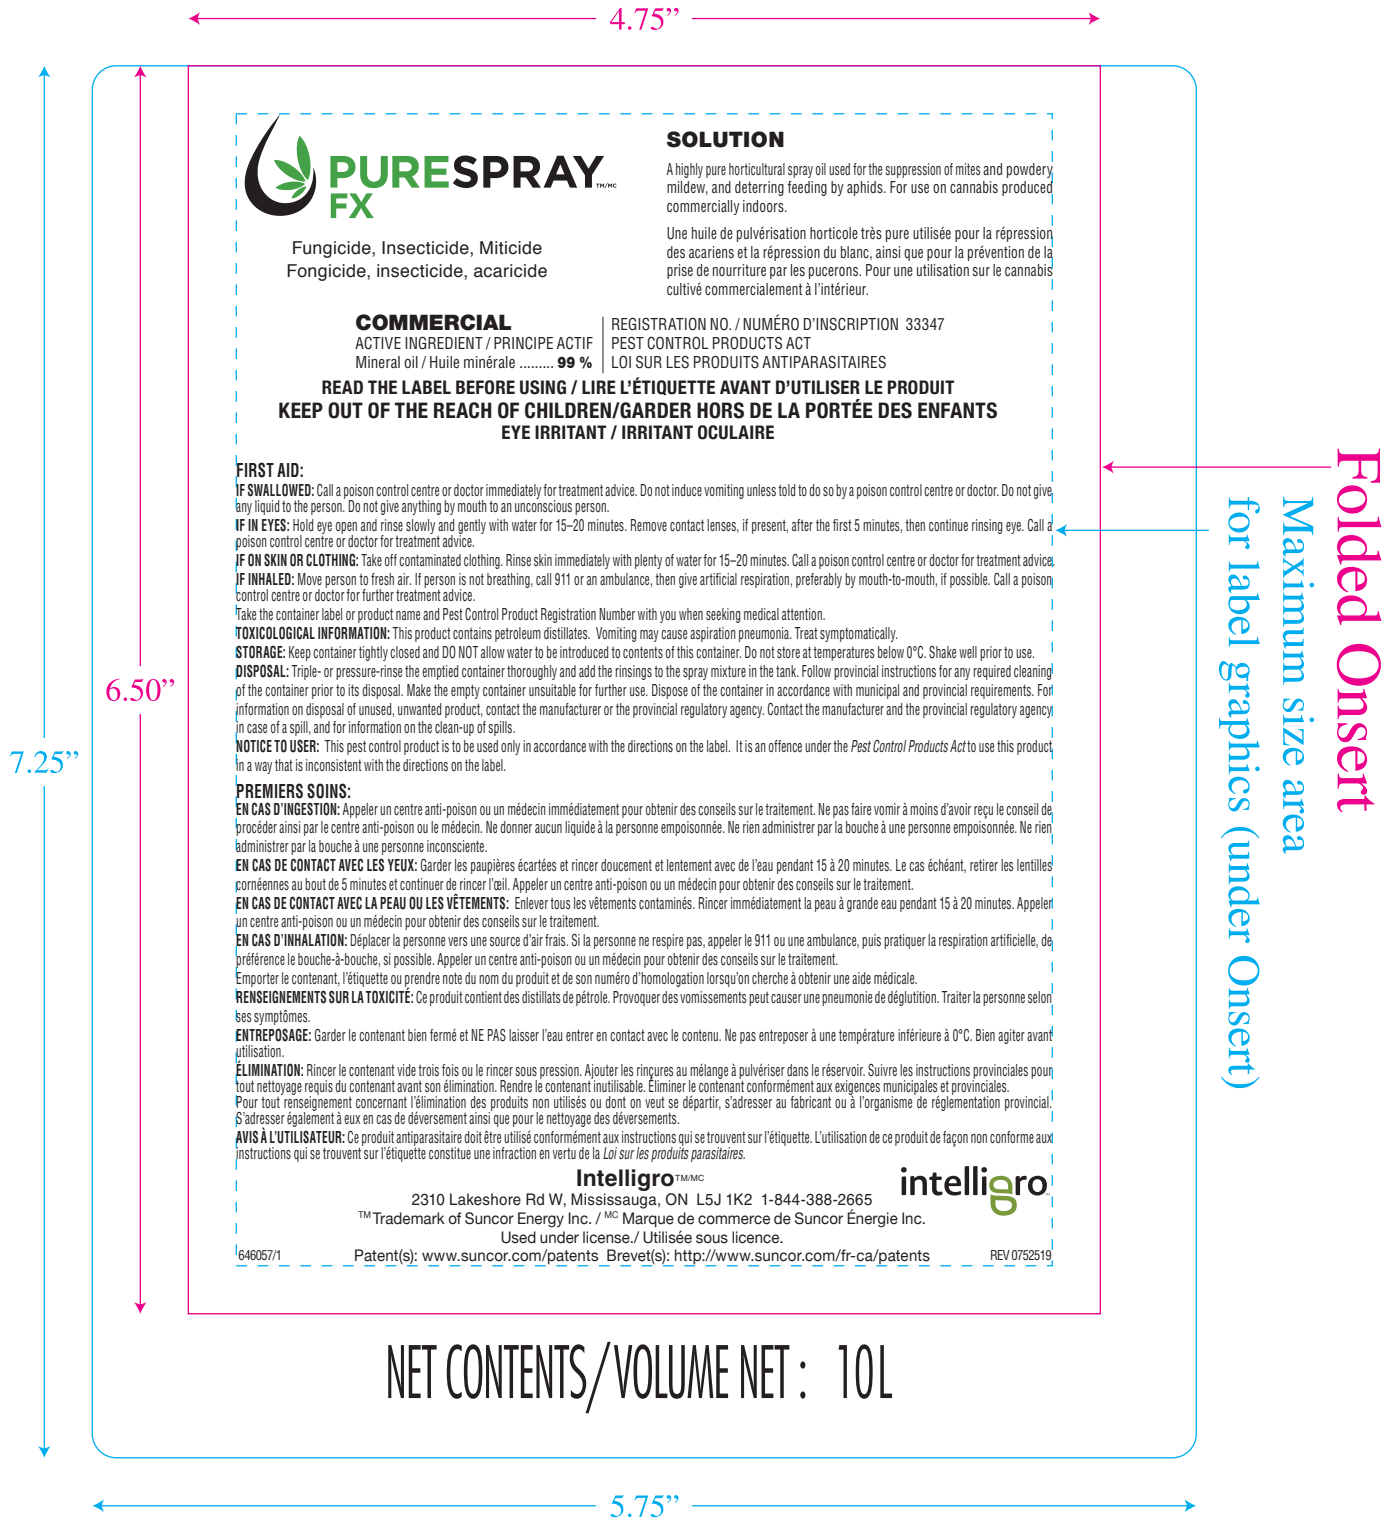 4.75”
PURESPRAY TM/MC
FX
Fungicide, Insecticide, Miticide
Fongicide, insecticide, acaricide
SOLUTION
A highly pure horticultural spray oil used for the suppression of mites and powdery
mildew, and deterring feeding by aphids. For use on cannabis produced
commercially indoors.
Une huile de pulvérisation horticole très pure utilisée pour la répression
des acariens et la répression du blanc, ainsi que pour la prévention de la
prise de nourriture par les pucerons. Pour une utilisation sur le cannabis
cultivé commercialement à l’intérieur.
COMMERCIAL
ACTIVE INGREDIENT / PRINCIPE ACTIF
Mineral oil / Huile minérale ......... 99 %
REGISTRATION NO. / NUMÉRO D’INSCRIPTION 33347
PEST CONTROL PRODUCTS ACT
LOI SUR LES PRODUITS ANTIPARASITAIRES
READ THE LABEL BEFORE USING / LIRE L’ÉTIQUETTE AVANT D’UTILISER LE PRODUIT
KEEP OUT OF THE REACH OF CHILDREN/GARDER HORS DE LA PORTÉE DES ENFANTS
EYE IRRITANT / IRRITANT OCULAIRE
FIRST AID:
IF SWALLOWED: Call a poison control centre or doctor immediately for treatment advice. Do not induce vomiting unless told to do so by a poison control centre or doctor. Do not give
any liquid to the person. Do not give anything by mouth to an unconscious person.
IF IN EYES: Hold eye open and rinse slowly and gently with water for 15–20 minutes. Remove contact lenses, if present, after the first 5 minutes, then continue rinsing eye. Call a
poison control centre or doctor for treatment advice.
IF ON SKIN OR CLOTHING: Take off contaminated clothing. Rinse skin immediately with plenty of water for 15–20 minutes. Call a poison control centre or doctor for treatment advice.
IF INHALED: Move person to fresh air. If person is not breathing, call 911 or an ambulance, then give artificial respiration, preferably by mouth-to-mouth, if possible. Call a poison
control centre or doctor for further treatment advice.
Take the container label or product name and Pest Control Product Registration Number with you when seeking medical attention.
TOXICOLOGICAL INFORMATION: This product contains petroleum distillates. Vomiting may cause aspiration pneumonia. Treat symptomatically.
STORAGE: Keep container tightly closed and DO NOT allow water to be introduced to contents of this container. Do not store at temperatures below 0°C. Shake well prior to use.
DISPOSAL: Triple- or pressure-rinse the emptied container thoroughly and add the rinsings to the spray mixture in the tank. Follow provincial instructions for any required cleaning
of the container prior to its disposal. Make the empty container unsuitable for further use. Dispose of the container in accordance with municipal and provincial requirements. For
information on disposal of unused, unwanted product, contact the manufacturer or the provincial regulatory agency. Contact the manufacturer and the provincial regulatory agency
in case of a spill, and for information on the clean-up of spills.
NOTICE TO USER: This pest control product is to be used only in accordance with the directions on the label. It is an offence under the Pest Control Products Act to use this product
in a way that is inconsistent with the directions on the label.
PREMIERS SOINS:
EN CAS D’INGESTION: Appeler un centre anti-poison ou un médecin immédiatement pour obtenir des conseils sur le traitement. Ne pas faire vomir à moins d’avoir reçu le conseil de
procéder ainsi par le centre anti-poison ou le médecin. Ne donner aucun liquide à la personne empoisonnée. Ne rien administrer par la bouche à une personne empoisonnée. Ne rien
administrer par la bouche à une personne inconsciente.
EN CAS DE CONTACT AVEC LES YEUX: Garder les paupières écartées et rincer doucement et lentement avec de l’eau pendant 15 à 20 minutes. Le cas échéant, retirer les lentilles
cornéennes au bout de 5 minutes et continuer de rincer l’œil. Appeler un centre anti-poison ou un médecin pour obtenir des conseils sur le traitement.
EN CAS DE CONTACT AVEC LA PEAU OU LES VÊTEMENTS: Enlever tous les vêtements contaminés. Rincer immédiatement la peau à grande eau pendant 15 à 20 minutes. Appeler
un centre anti-poison ou un médecin pour obtenir des conseils sur le traitement.
EN CAS D’INHALATION: Déplacer la personne vers une source d’air frais. Si la personne ne respire pas, appeler le 911 ou une ambulance, puis pratiquer la respiration artificielle, de
préférence le bouche-à-bouche, si possible. Appeler un centre anti-poison ou un médecin pour obtenir des conseils sur le traitement.
Emporter le contenant, l’étiquette ou prendre note du nom du produit et de son numéro d’homologation lorsqu’on cherche à obtenir une aide médicale.
RENSEIGNEMENTS SUR LA TOXICITÉ: Ce produit contient des distillats de pétrole. Provoquer des vomissements peut causer une pneumonie de déglutition. Traiter la personne selon
ses symptômes.
ENTREPOSAGE: Garder le contenant bien fermé et NE PAS laisser l’eau entrer en contact avec le contenu. Ne pas entreposer à une température inférieure à 0°C. Bien agiter avant
utilisation.
ÉLIMINATION: Rincer le contenant vide trois fois ou le rincer sous pression. Ajouter les rinçures au mélange à pulvériser dans le réservoir. Suivre les instructions provinciales pour
tout nettoyage requis du contenant avant son élimination. Rendre le contenant inutilisable. Éliminer le contenant conformément aux exigences municipales et provinciales.
Pour tout renseignement concernant l’élimination des produits non utilisés ou dont on veut se départir, s’adresser au fabricant ou à l’organisme de réglementation provincial.
S’adresser également à eux en cas de déversement ainsi que pour le nettoyage des déversements.
AVIS À L’UTILISATEUR: Ce produit antiparasitaire doit être utilisé conformément aux instructions qui se trouvent sur l’étiquette. L’utilisation de ce produit de façon non conforme aux
instructions qui se trouvent sur l’étiquette constitue une infraction en vertu de la Loi sur les produits parasitaires.
Intelligro TM/MC
2310 Lakeshore Rd W, Mississauga, ON L5J 1K2 1-844-388-2665
TM Trademark of Suncor Energy Inc. / MC Marque de commerce de Suncor Énergie Inc.
Used under license./ Utilisée sous licence.
Patent(s): www.suncor.com/patents Brevet(s): http://www.suncor.com/fr-ca/patents
intelligro
646057/1
REV 0752519
NET CONTENTS/VOLUME NET : 10 L
7.25”
6.50”
5.75”
Folded Onsert
Maximum size area
for label graphics (under Onsert)